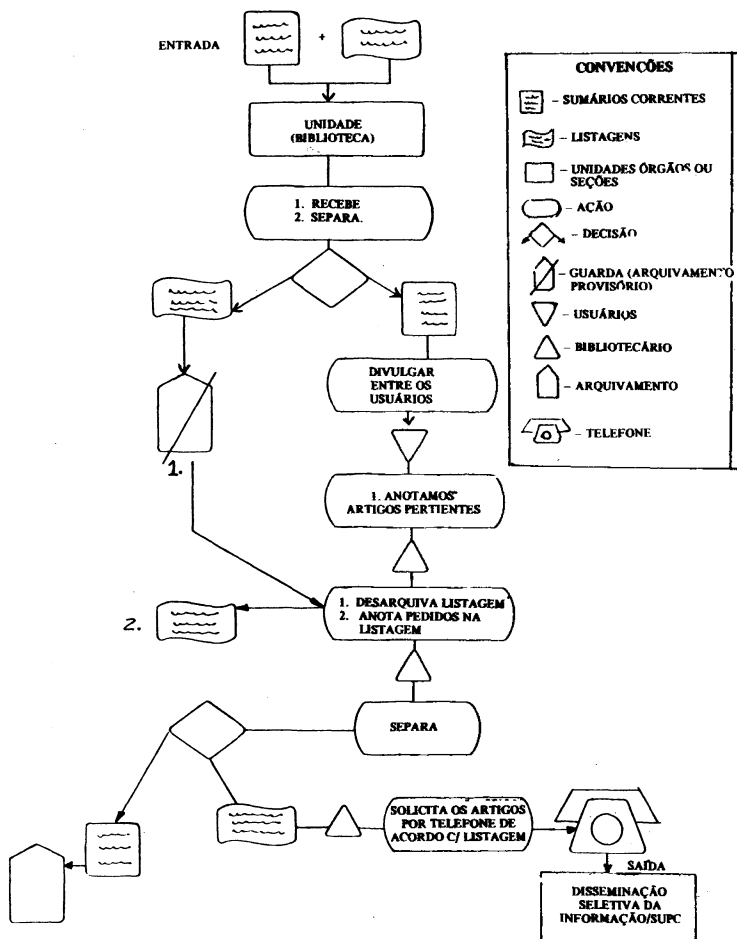 ENTRADA
+
UNIDADE
(BIBLIOTECA)
1. RECEBE
2. SEPARA.
DIVULGAR
ENTRE OS
USUÁRIOS
1.
1. ANOTAMOS
ARTIGOS PERTIENTES
1. DESARQUIVA LISTAGEM
2. ANOTA PEDIDOS NA
LISTAGEM
2.
SEPARA
SOLICITA OS ARTIGOS
POR TELEFONE DE
ACORDO C/ LISTAGEM
SAÍDA
DISSEMINAÇÃO
SELETIVA DA
INFORMAÇÃO/SUPC
CONVENCÕES
– SUMÁRIOS CORRENTES
– LISTAGENS
– UNIDADES ÓRGÃOS OU
SEÇÕES
– AÇÃO
– DECISÃO
– GUARDA (ARQUIVAMENTO
PROVISÓRIO)
– USUÁRIOS
– BIBLIOTECÁRIO
– ARQUIVAMENTO
– TELEFONE